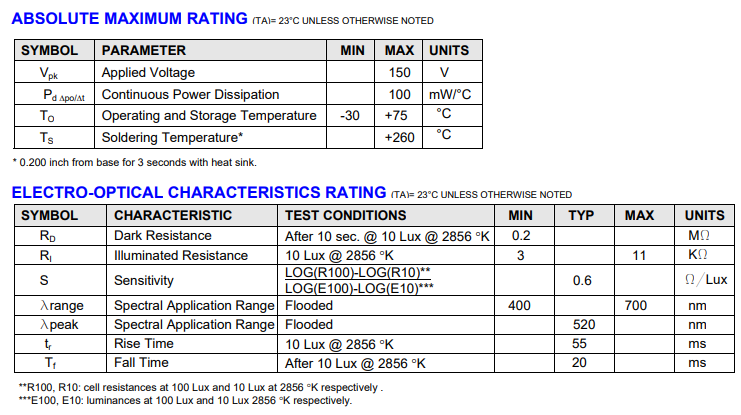 ABSOLUTE MAXIMUM RATING (TA)= 23°C UNLESS OTHERWISE NOTED
SYMBOL PARAMETER MIN MAX UNITS
Vpk Applied Voltage 150 V
Pd Δpo/Δt Continuous Power Dissipation 100 mW/°C
TO Operating and Storage Temperature -30 +75 °C
TS Soldering Temperature* +260 °C
* 0.200 inch from base for 3 seconds with heat sink.
ELECTRO-OPTICAL CHARACTERISTICS RATING (TA)= 23°C UNLESS OTHERWISE NOTED
SYMBOL CHARACTERISTIC TEST CONDITIONS MIN TYP MAX UNITS
RD Dark Resistance After 10 sec. @ 10 Lux @ 2856 °K 0.2 MΩ
RI Illuminated Resistance 10 Lux @ 2856 °K 3 11 KΩ
S Sensitivity LOG(R100)-LOG(R10)** 0.6 Ω/Lux
LOG(E100)-LOG(E10)***
λrange Spectral Application Range Flooded 400 700 nm
λpeak Spectral Application Range Flooded 520 nm
tr Rise Time 10 Lux @ 2856 °K 55 ms
Tf Fall Time After 10 Lux @ 2856 °K 20 ms
**R100, R10: cell resistances at 100 Lux and 10 Lux at 2856 °K respectively .
***E100, E10: luminances at 100 Lux and 10 Lux 2856 °K respectively.